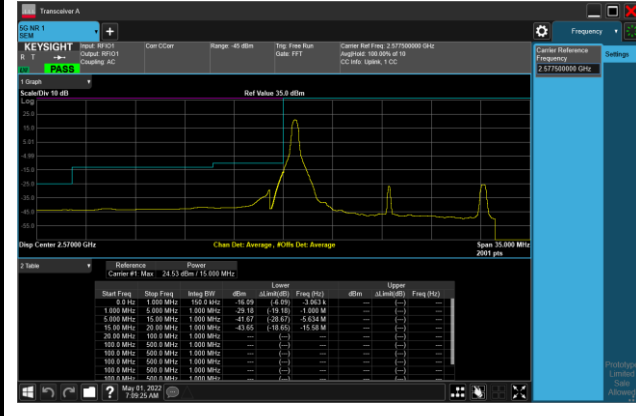 Transceiver A
5G NR 1
SEM
+
Frequency
KEYSIGHT
R T
PASS
Input: RFIO1
Output: RFIO1
Coupling: AC
Corr CCorr
Range: -45 dBm
Trig: Free Run
Gate: FFT
Carrier Ref Freq: 2.577500000 GHz
Avg|Hold: 100.00% of 10
CC Info: Uplink, 1 CC
Carrier Reference Frequency
2.577500000 GHz
Settings
1 Graph
Scale/Div 10 dB
Ref Value 35.0 dBm
Log
25.0
15.0
5.01
-4.99
-15.0
-25.0
-35.0
-45.0
-55.0
Disp Center 2.57000 GHz
Chan Det: Average , #Offs Det: Average
Span 35.000 MHz
2001 pts
2 Table
Reference Power
Carrier #1 Max 24.53 dBm / 15.000 MHz
Lower Upper
Start Freq Stop Freq Integ BW dBm ΔLimit(dB) Freq (Hz) dBm ΔLimit(dB) Freq (Hz)
0.0 Hz 1.000 MHz 150.0 kHz -16.09 (-6.09) -3.063 k --- (---) ---
1.000 MHz 5.000 MHz 1.000 MHz -29.18 (-19.18) -1.000 M --- (---) ---
5.000 MHz 15.00 MHz 1.000 MHz -41.67 (-28.67) -5.634 M --- (---) ---
15.00 MHz 20.00 MHz 1.000 MHz -43.65 (-18.65) -15.58 M --- (---) ---
20.00 MHz 100.0 MHz 1.000 MHz --- (---) --- --- (---) ---
100.0 MHz 500.0 MHz 1.000 MHz --- (---) --- --- (---) ---
100.0 MHz 500.0 MHz 1.000 MHz --- (---) --- --- (---) ---
100.0 MHz 500.0 MHz 1.000 MHz --- (---) --- --- (---) ---
100.0 MHz 500.0 MHz 1.000 MHz --- (---) --- --- (---) ---
100.0 MHz 500.0 MHz 1.000 MHz --- (---) --- --- (---) ---
?
May 01, 2022
7:09:25 AM
Prototype
Limited
Sale
Allowed